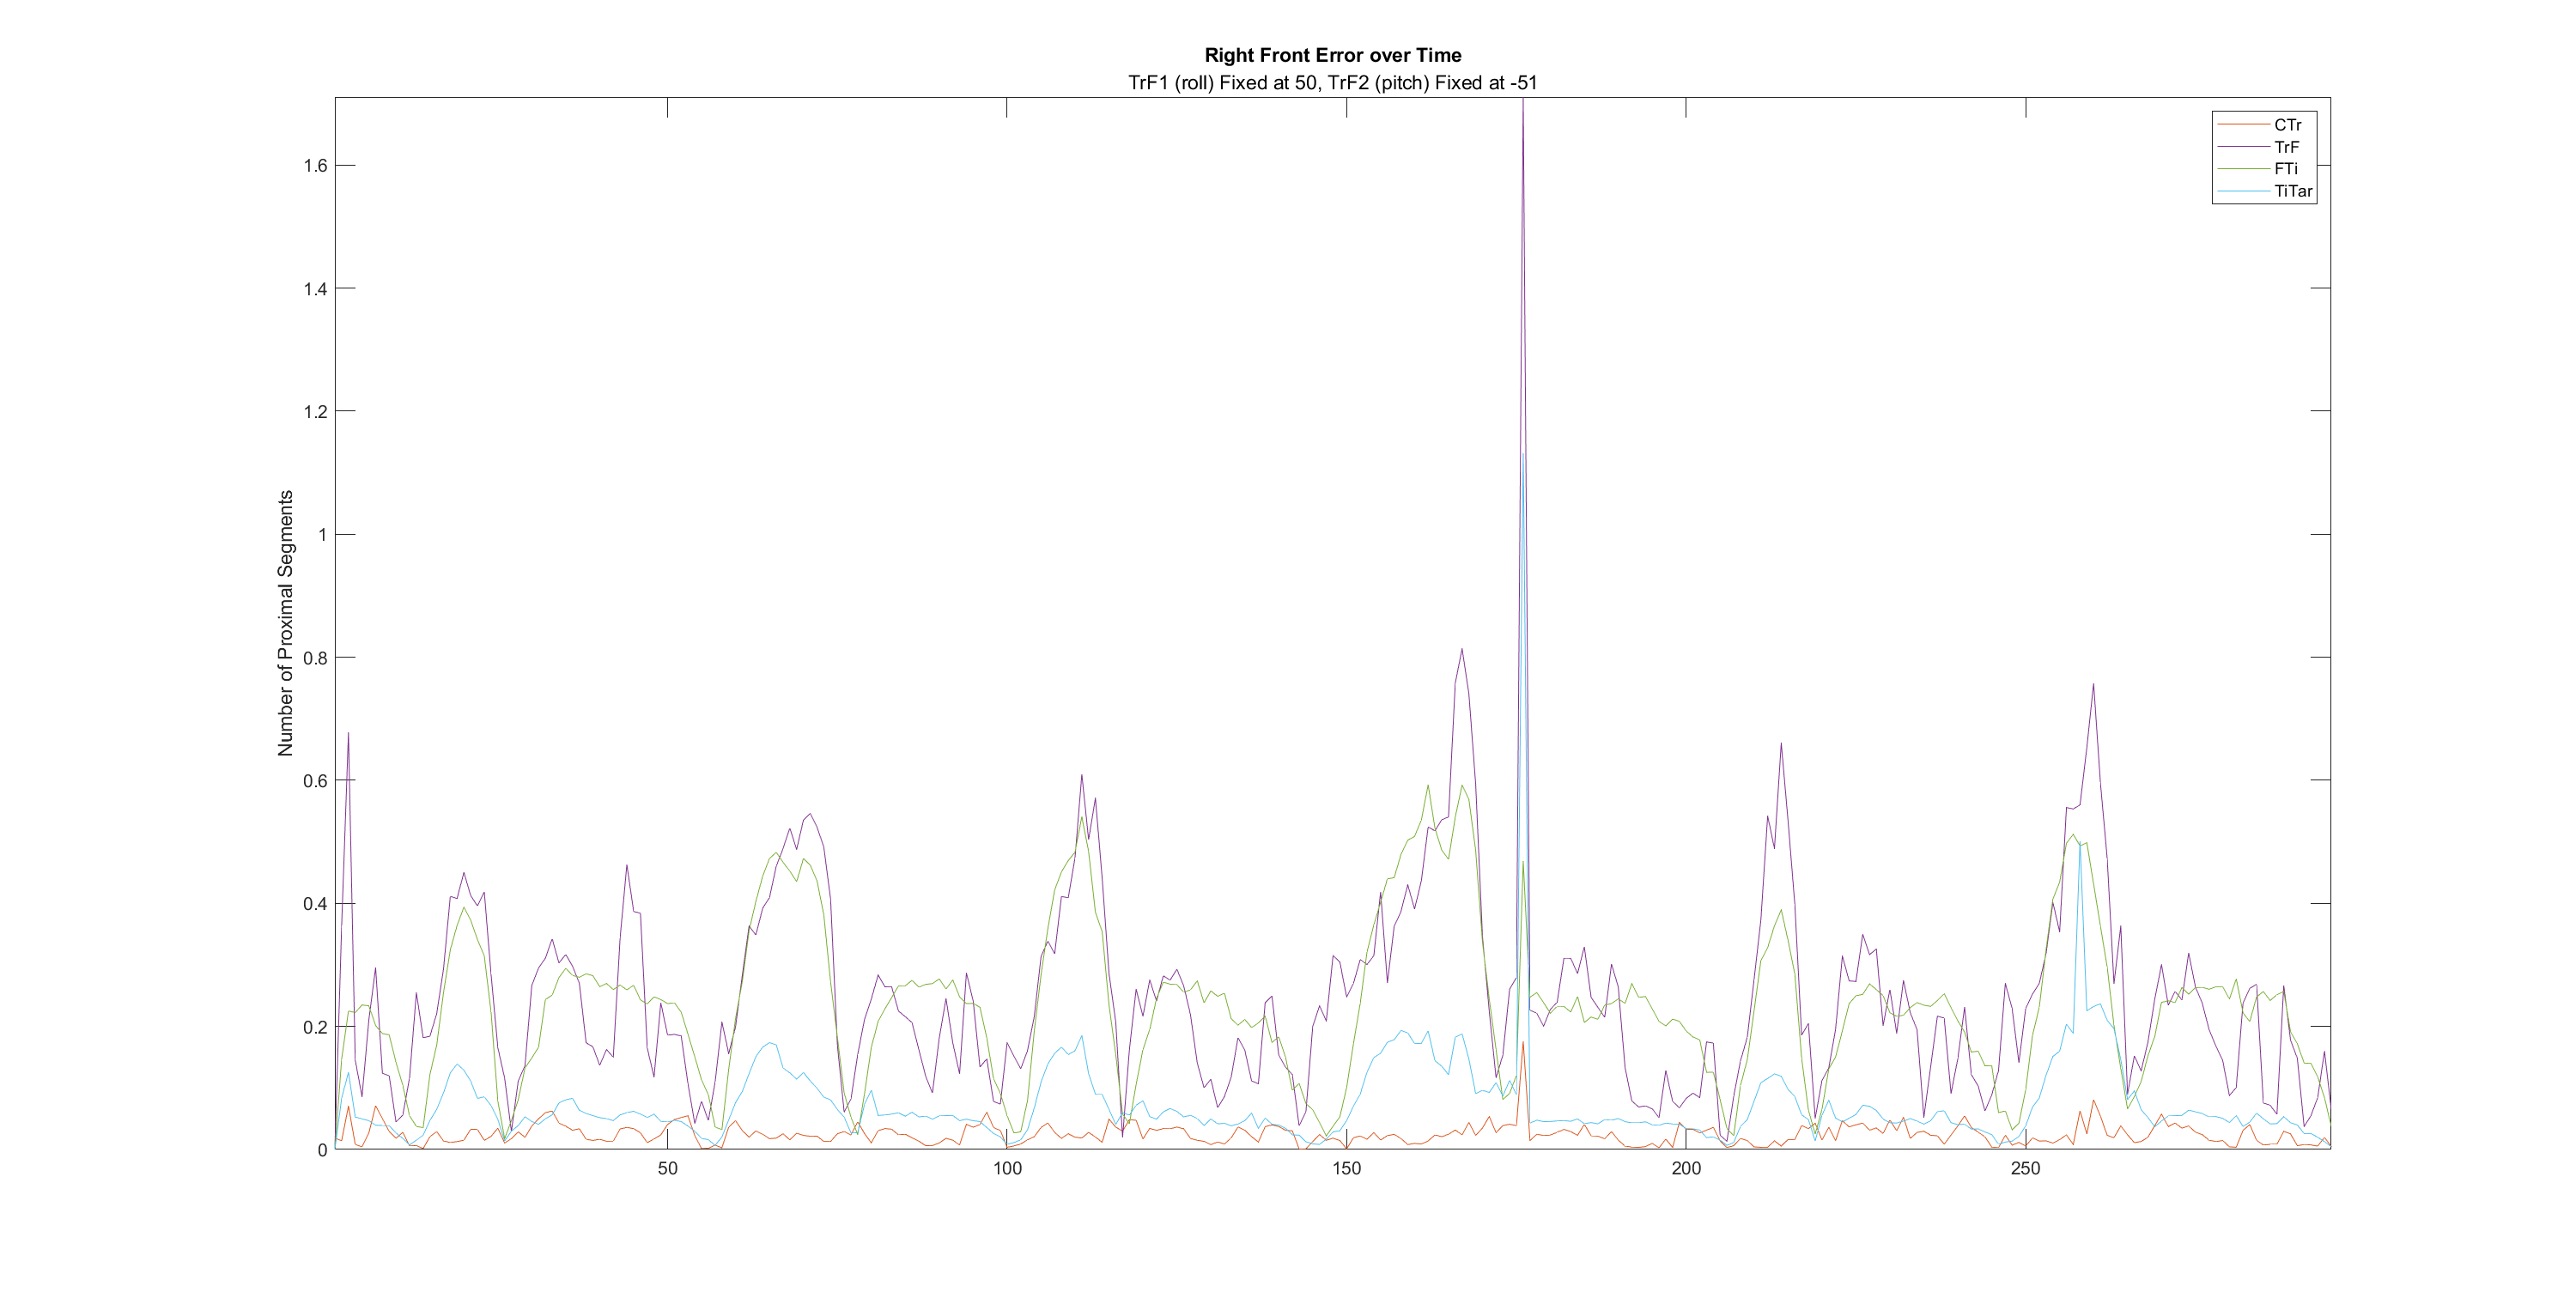 Right Front Error over Time
TrF1 (roll) Fixed at 50, TrF2 (pitch) Fixed at -51
CTr
TrF
FTi
TiTar
Number of Proximal Segments
1.6
1.4
1.2
1
0.8
0.6
0.4
0.2
0
50
100
150
200
250